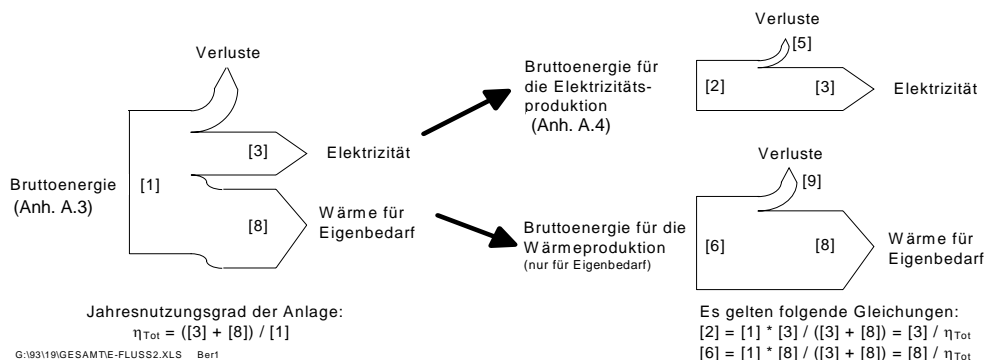 Verluste
[3]
Elektrizität
Bruttoenergie
(Anh. A.3)
[1]
[8]
Wärme für
Eigenbedarf
Jahresnutzungsgrad der Anlage:
ηTot = ([3] + [8]) / [1]
G:\93\19\GESAMT\E-FLUSS2.XLS Ber1
Verluste
[5]
Bruttoenergie für
die Elektrizitäts-
produktion
(Anh. A.4)
[2]
[3]
Elektrizität
Verluste
[9]
Bruttoenergie für die
Wärmeproduktion
(nur für Eigenbedarf)
[6]
[8]
Wärme für
Eigenbedarf
Es gelten folgende Gleichungen:
[2] = [1] * [3] / ([3] + [8]) = [3] / ηTot
[6] = [1] * [8] / ([3] + [8]) = [8] / ηTot